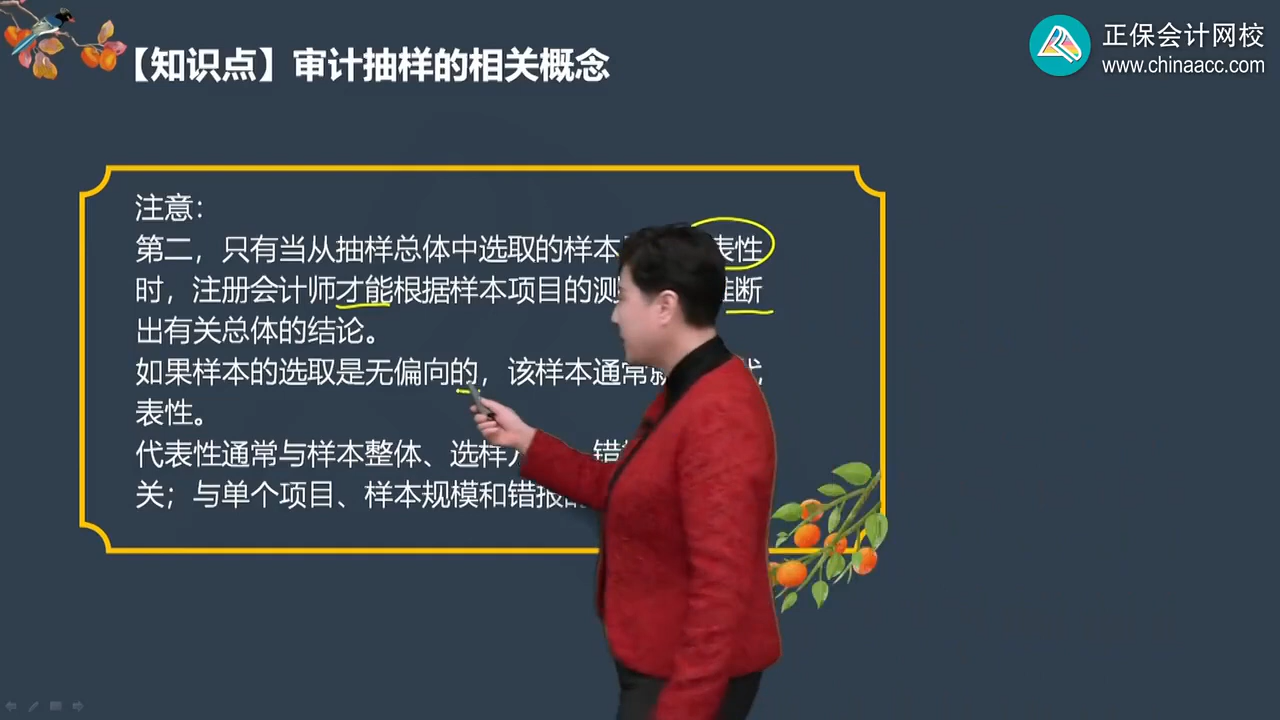 【知识点】审计抽样的相关概念
正保会计网校
www.chinaacc.com
注意：
第二，只有当从抽样总体中选取的样本 表性
时，注册会计师才能根据样本项目的测 推断
出有关总体的结论。
如果样本的选取是无偏向的，该样本通常 代
表性。
代表性通常与样本整体、选样 错
关；与单个项目、样本规模和错报